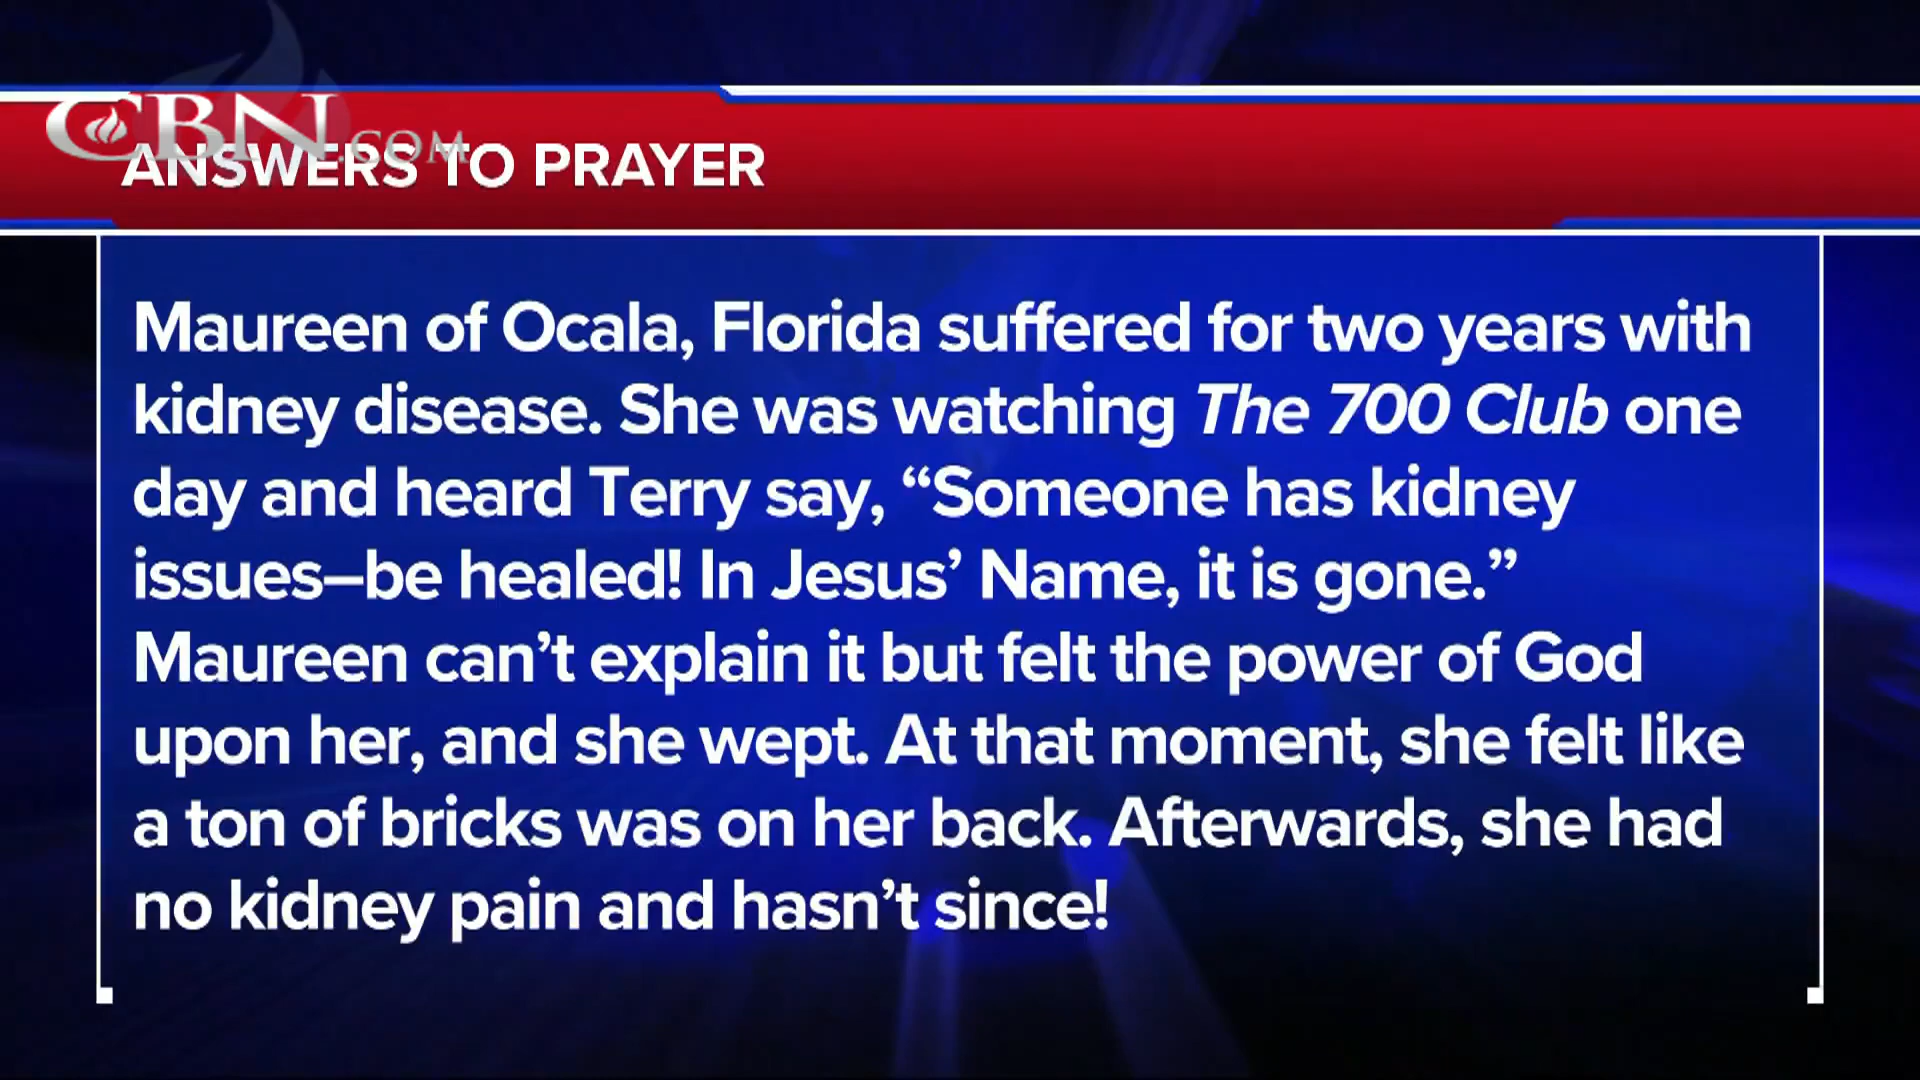 CBN.COM
ANSWERS TO PRAYER
Maureen of Ocala, Florida suffered for two years with
kidney disease. She was watching The 700 Club one
day and heard Terry say, “Someone has kidney
issues–be healed! In Jesus’ Name, it is gone.”
Maureen can’t explain it but felt the power of God
upon her, and she wept. At that moment, she felt like
a ton of bricks was on her back. Afterwards, she had
no kidney pain and hasn’t since!